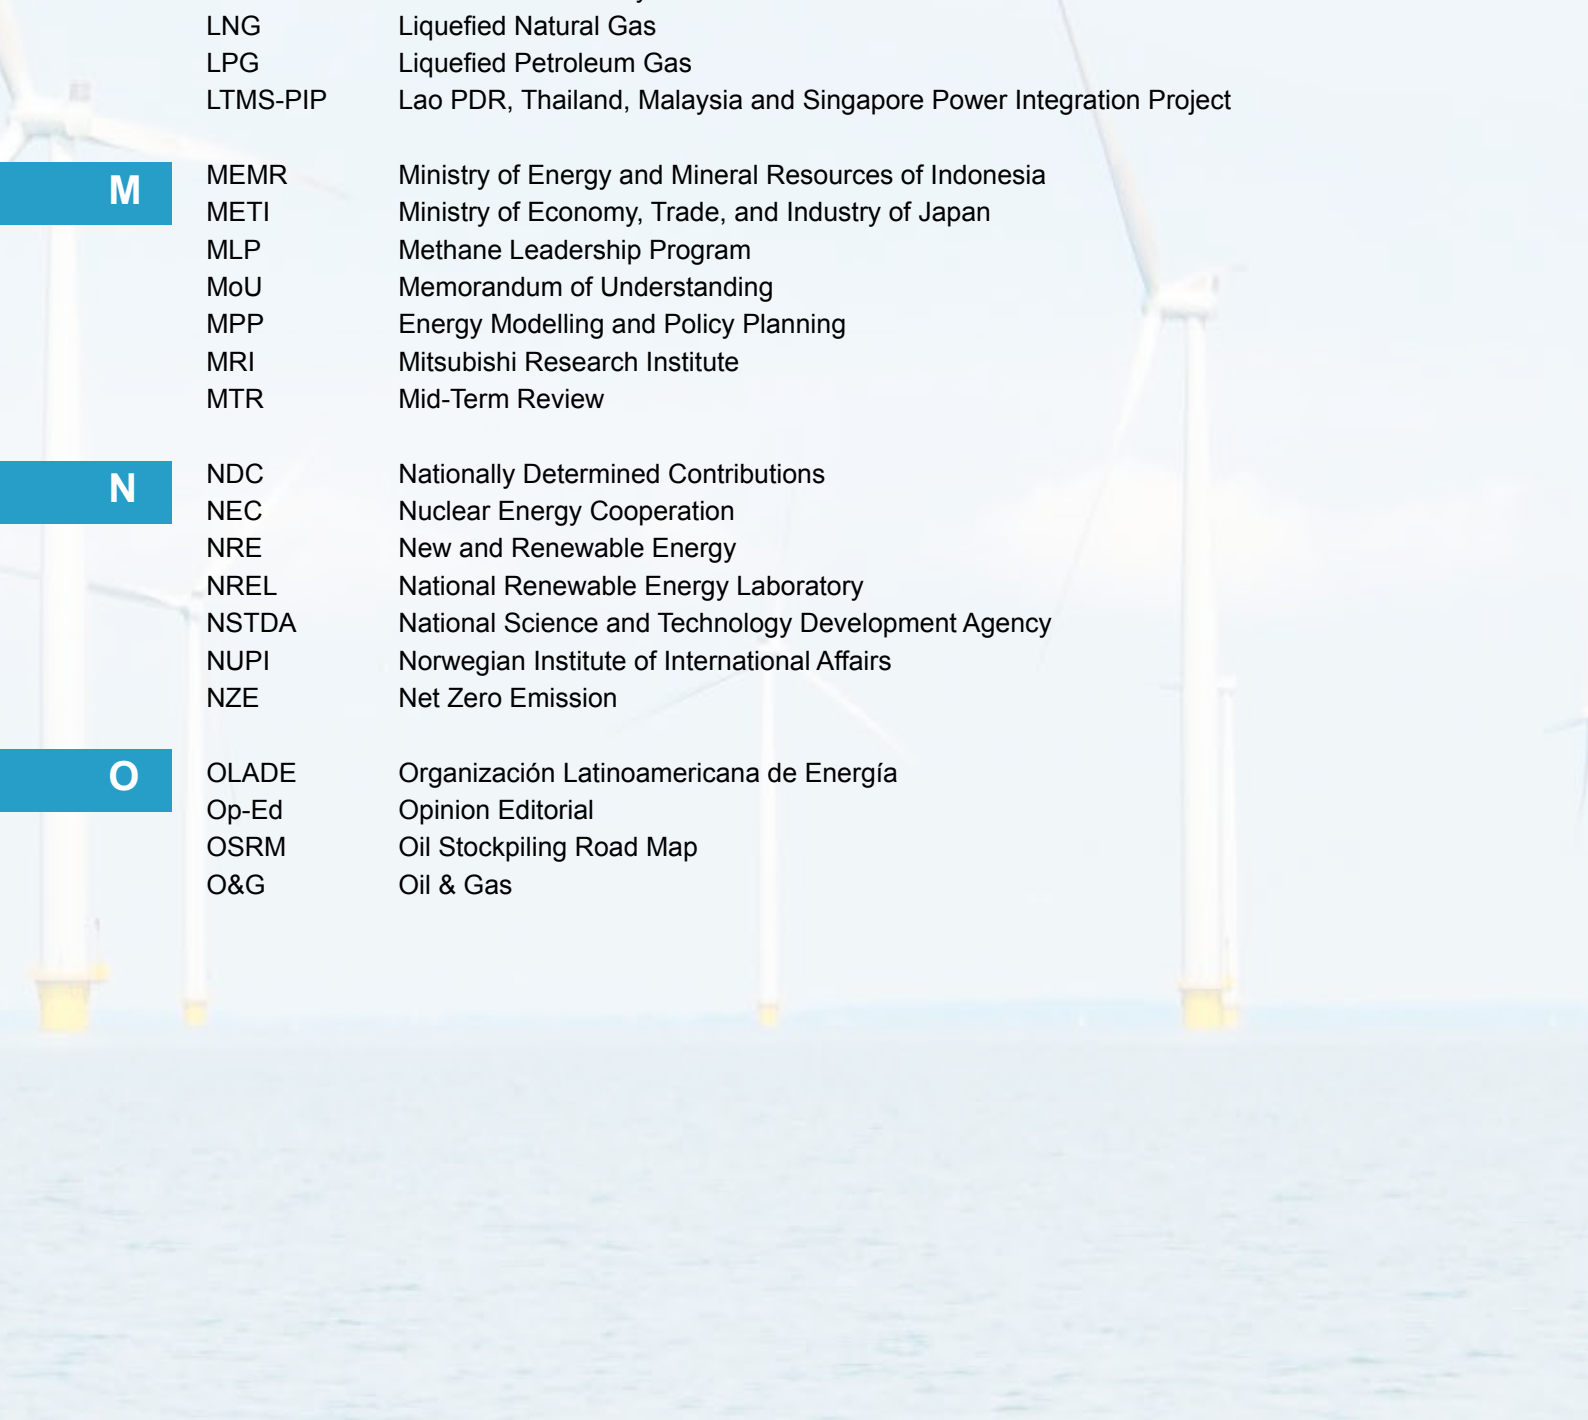 LNG Liquefied Natural Gas
LPG Liquefied Petroleum Gas
LTMS-PIP Lao PDR, Thailand, Malaysia and Singapore Power Integration Project
M MEMR Ministry of Energy and Mineral Resources of Indonesia
METI Ministry of Economy, Trade, and Industry of Japan
MLP Methane Leadership Program
MoU Memorandum of Understanding
MPP Energy Modelling and Policy Planning
MRI Mitsubishi Research Institute
MTR Mid-Term Review
N NDC Nationally Determined Contributions
NEC Nuclear Energy Cooperation
NRE New and Renewable Energy
NREL National Renewable Energy Laboratory
NSTDA National Science and Technology Development Agency
NUPI Norwegian Institute of International Affairs
NZE Net Zero Emission
O OLADE Organización Latinoamericana de Energía
Op-Ed Opinion Editorial
OSRM Oil Stockpiling Road Map
O&G Oil & Gas